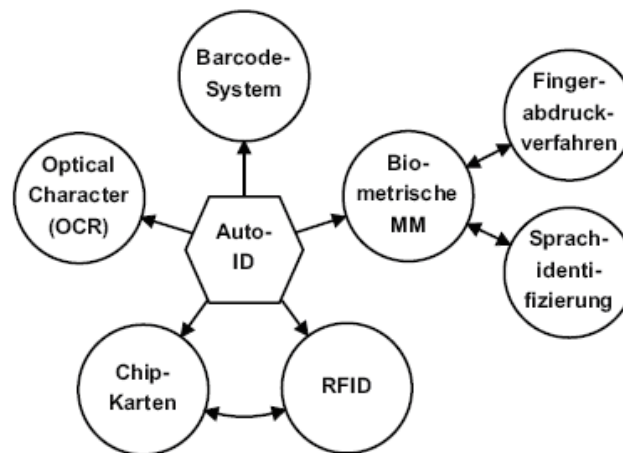 Barcode-
System
Finger-
abdruck-
verfahren
Optical
Character
(OCR)
Auto-
ID
Bio-
metrische
MM
Sprach-
identi-
fizierung
Chip-
Karten
RFID